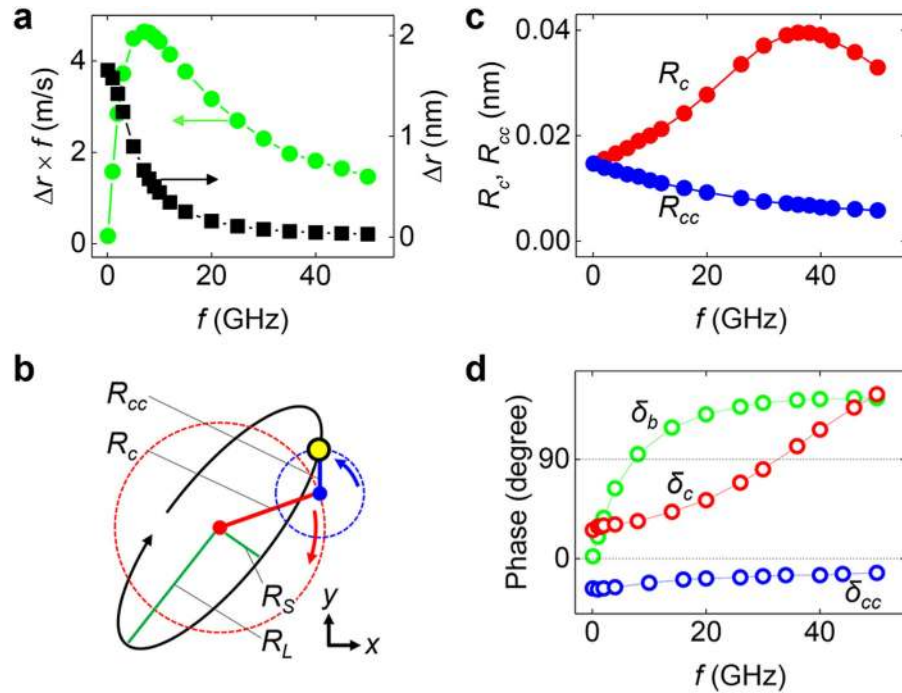 a
4
2
0
Δr × f (m/s)
2
1
0
Δr (nm)
0 20 40
f (GHz)
c
0.04
0.02
0.00
R_c, R_cc (nm)
R_c
R_cc
0 20 40
f (GHz)
b
R_cc
R_c
R_S
R_L
y
x
d
90
0
Phase (degree)
δ_b
δ_c
δ_cc
0 20 40
f (GHz)